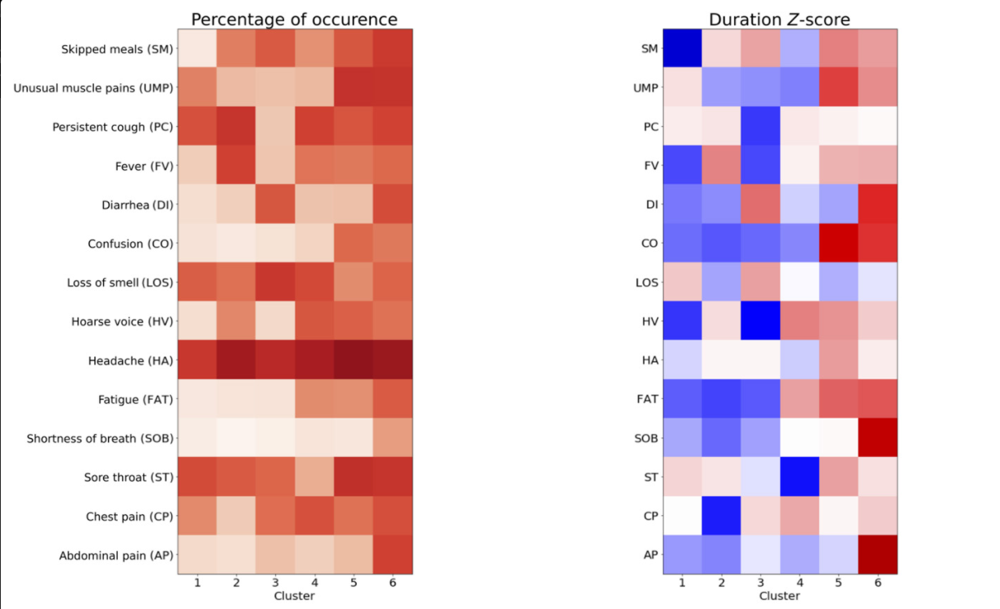 Percentage of occurence
Skipped meals (SM)
Unusual muscle pains (UMP)
Persistent cough (PC)
Fever (FV)
Diarrhea (DI)
Confusion (CO)
Loss of smell (LOS)
Hoarse voice (HV)
Headache (HA)
Fatigue (FAT)
Shortness of breath (SOB)
Sore throat (ST)
Chest pain (CP)
Abdominal pain (AP)
1 2 3 4 5 6
Cluster
Duration Z-score
SM
UMP
PC
FV
DI
CO
LOS
HV
HA
FAT
SOB
ST
CP
AP
1 2 3 4 5 6
Cluster